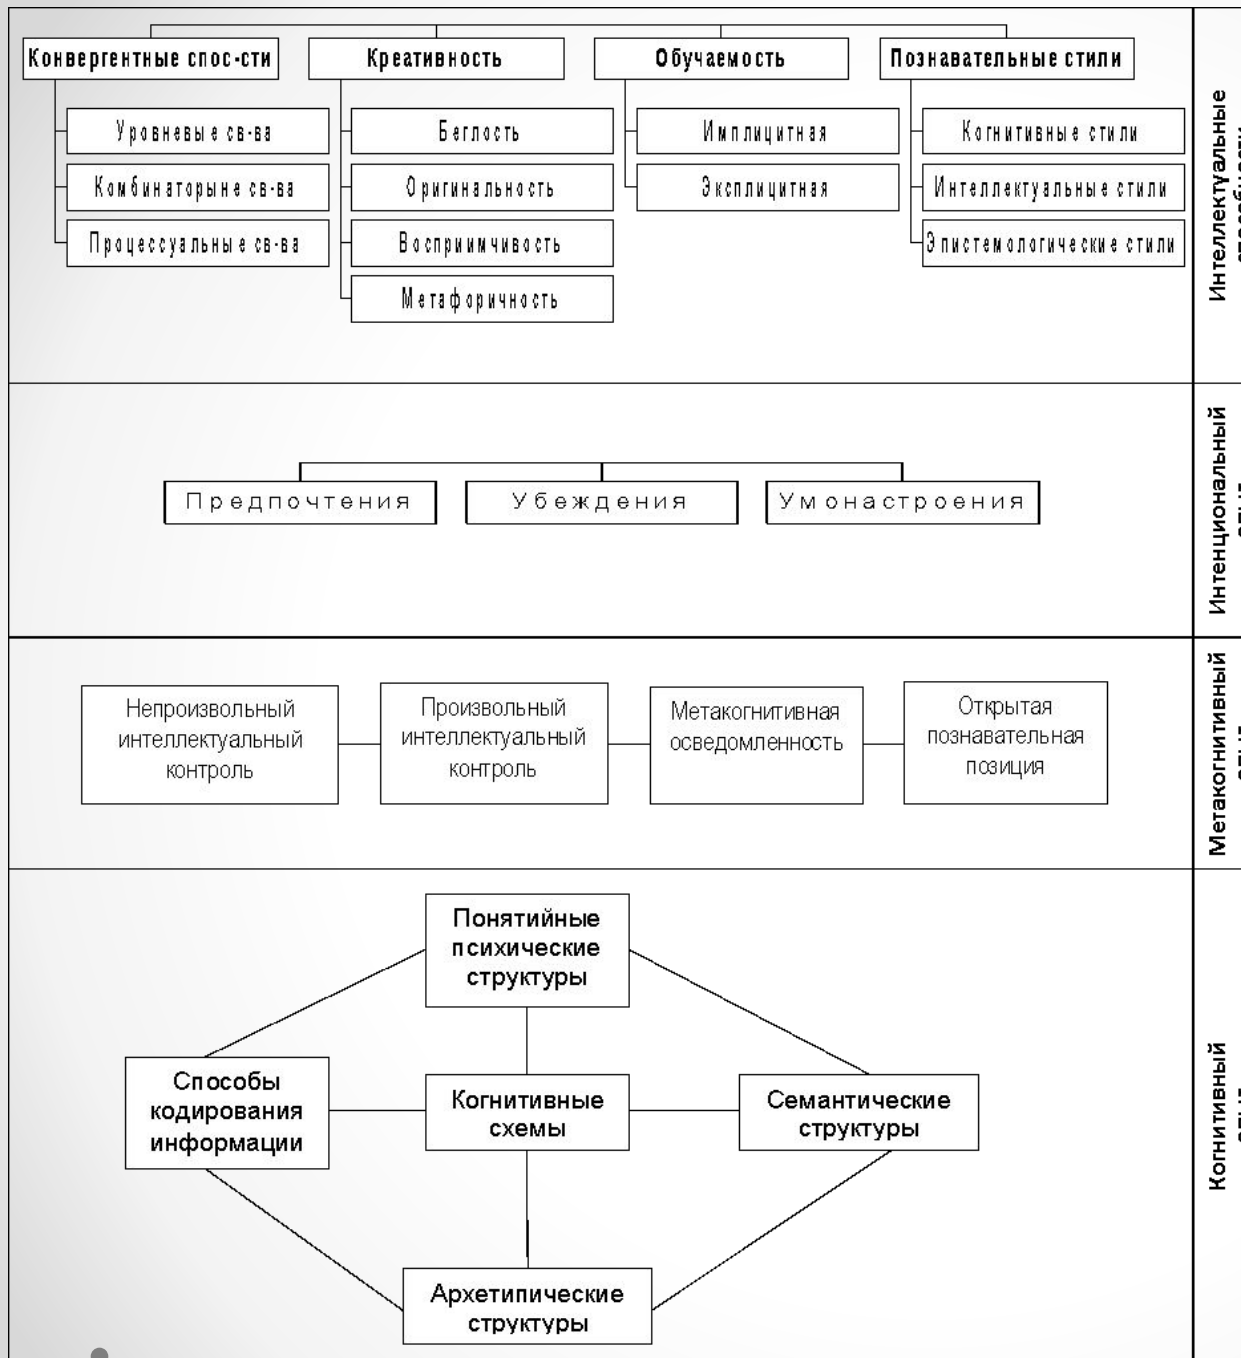 Конвергентные спос-сти
Креативность
Обучаемость
Познавательные стили
Уровневые св-ва
Беглость
Имплицитная
Когнитивные стили
Комбинаторыне св-ва
Оригинальность
Эксплицитная
Интеллектуальные стили
Процессуальные св-ва
Восприимчивость
Эпистемологические стили
Метафоричность
Интеллектуальные
Предпочтения
Убеждения
Умонастроения
Интенциональный
Непроизвольный
интеллектуальный
контроль
Произвольный
интеллектуальный
контроль
Метакогнитивная
осведомленность
Открытая
познавательная
позиция
Метакогнитивный
Понятийные
психические
структуры
Способы
кодирования
информации
Когнитивные
схемы
Семантические
структуры
Архетипические
структуры
Когнитивный